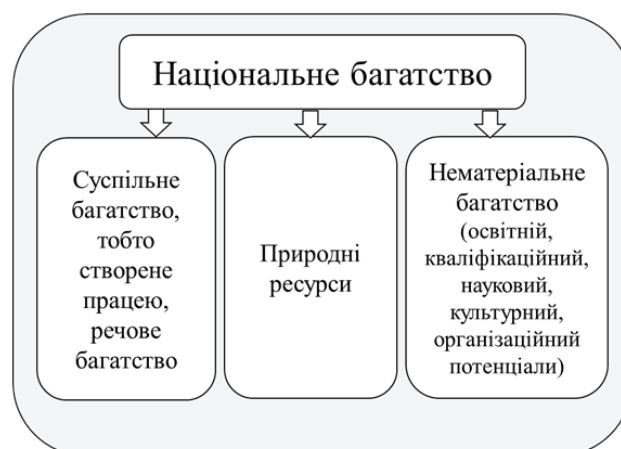 Національне багатство
Суспільне
багатство,
тобто
створене
працею,
речове
багатство
Природні
ресурси
Нематеріальне
багатство
(освітній,
кваліфікаційний,
науковий,
культурний,
організаційний
потенціали)